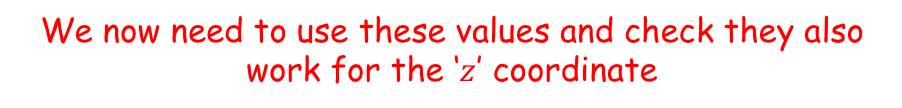 We now need to use these values and check they also
work for the ‘z’ coordinate